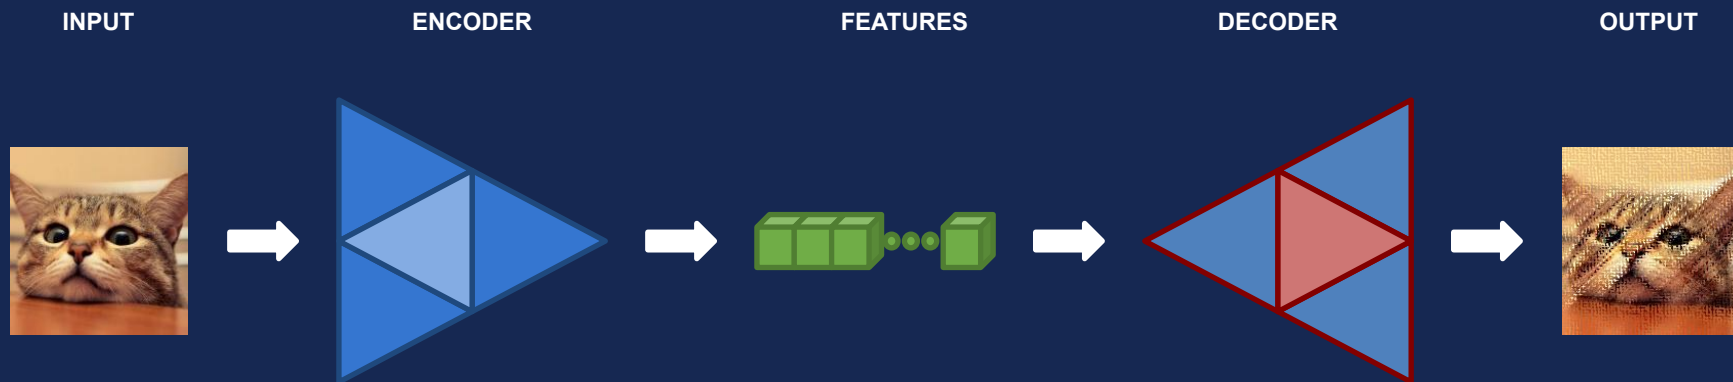 INPUT
ENCODER
FEATURES
DECODER
OUTPUT